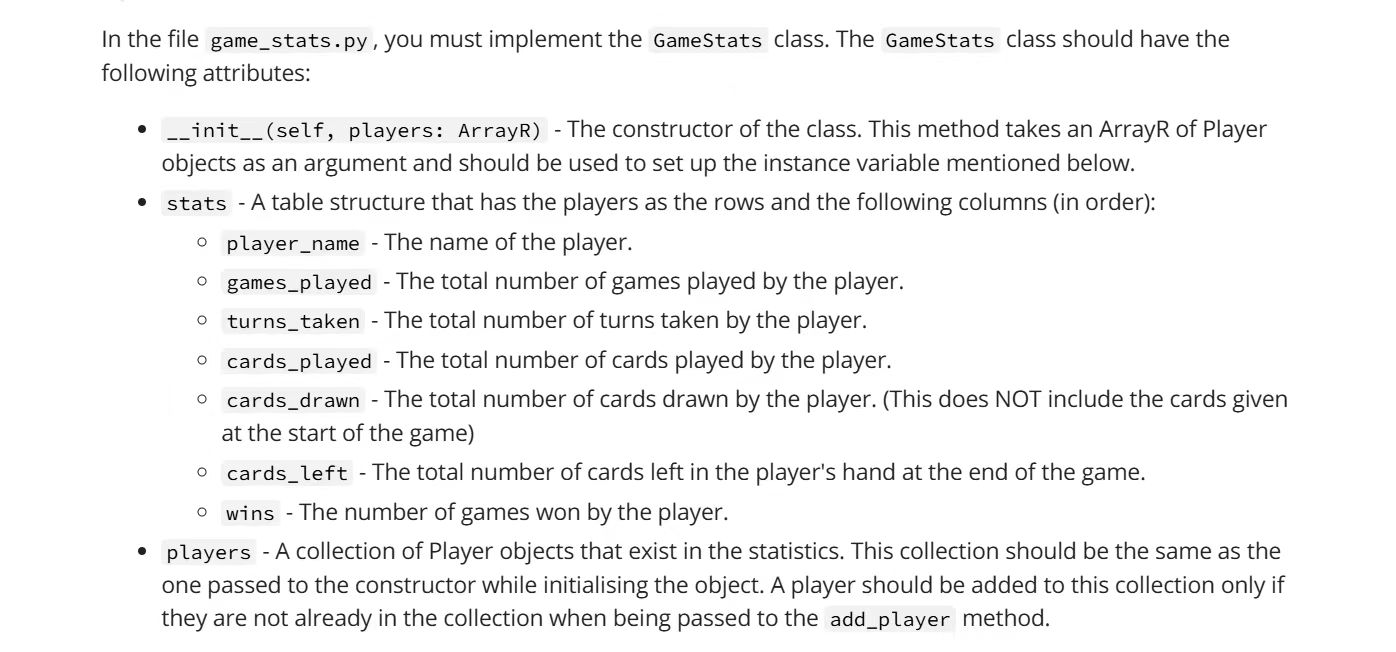 In the file game_stats.py, you must implement the GameStats class. The GameStats class should have the
following attributes:
• __init__(self, players: ArrayR) - The constructor of the class. This method takes an ArrayR of Player
objects as an argument and should be used to set up the instance variable mentioned below.
• stats - A table structure that has the players as the rows and the following columns (in order):
◦ player_name - The name of the player.
◦ games_played - The total number of games played by the player.
◦ turns_taken - The total number of turns taken by the player.
◦ cards_played - The total number of cards played by the player.
◦ cards_drawn - The total number of cards drawn by the player. (This does NOT include the cards given
at the start of the game)
◦ cards_left - The total number of cards left in the player's hand at the end of the game.
◦ wins - The number of games won by the player.
• players - A collection of Player objects that exist in the statistics. This collection should be the same as the
one passed to the constructor while initialising the object. A player should be added to this collection only if
they are not already in the collection when being passed to the add_player method.